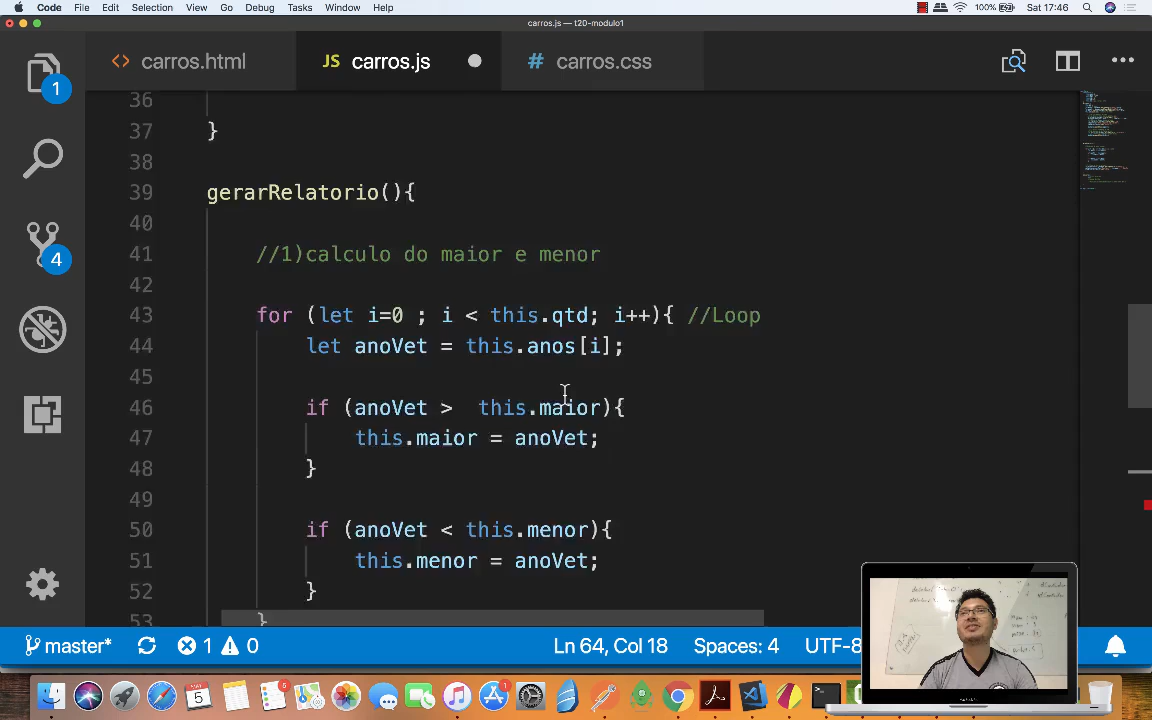 Code File Edit Selection View Go Debug Tasks Window Help 100% Sat 17:46
carros.js — t20-modulo1
<> carros.html JS carros.js # carros.css
1
4
36
37 }
38
39 gerarRelatorio(){
40
41 //1)calculo do maior e menor
42
43 for (let i=0 ; i < this.qtd; i++){ //Loop
44 let anoVet = this.anos[i];
45
46 if (anoVet >  this.maior){
47 this.maior = anoVet;
48 }
49
50 if (anoVet < this.menor){
51 this.menor = anoVet;
52 }
53 }
master* 1 0 Ln 64, Col 18 Spaces: 4 UTF-8
5